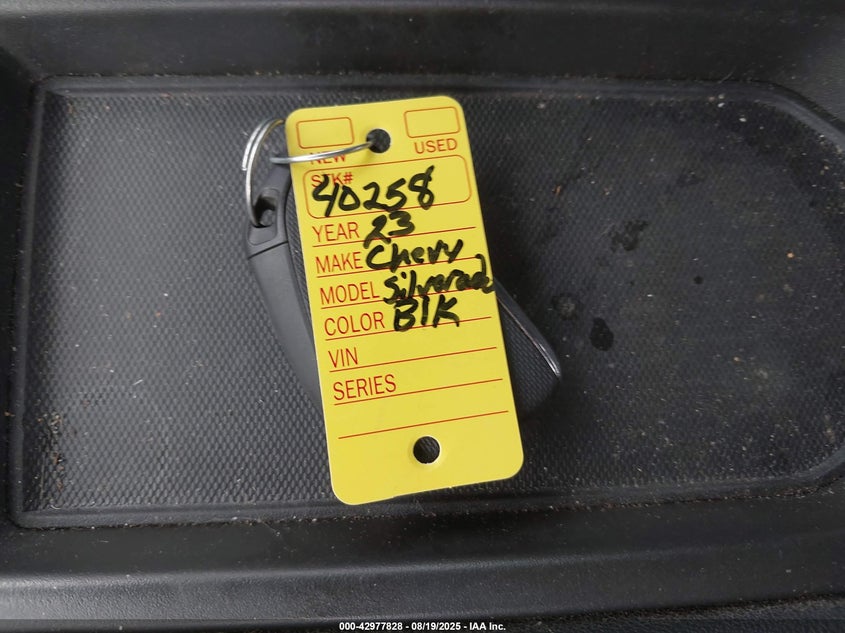 NEW USED
STK#
40258
YEAR 23
MAKE Chevy
MODEL Silverado
COLOR Blk
VIN
SERIES
000-42977828 - 08/19/2025 - IAA Inc.